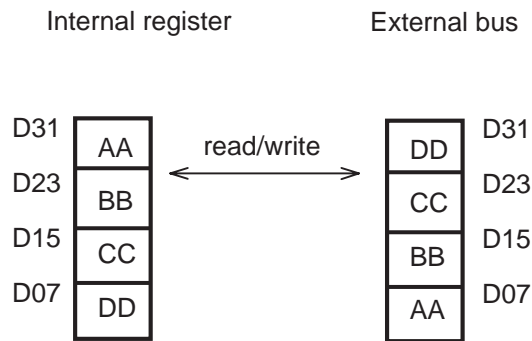 Internal register
External bus
D31
AA
D23
BB
D15
CC
D07
DD
read/write
DD
D31
CC
D23
BB
D15
AA
D07